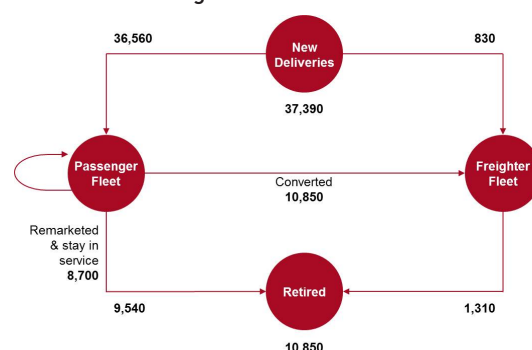 36,560
New
Deliveries
830
37,390
Passenger
Fleet
Converted
10,850
Freighter
Fleet
Remarketed
& stay in
service
8,700
9,540
Retired
1,310
10,850